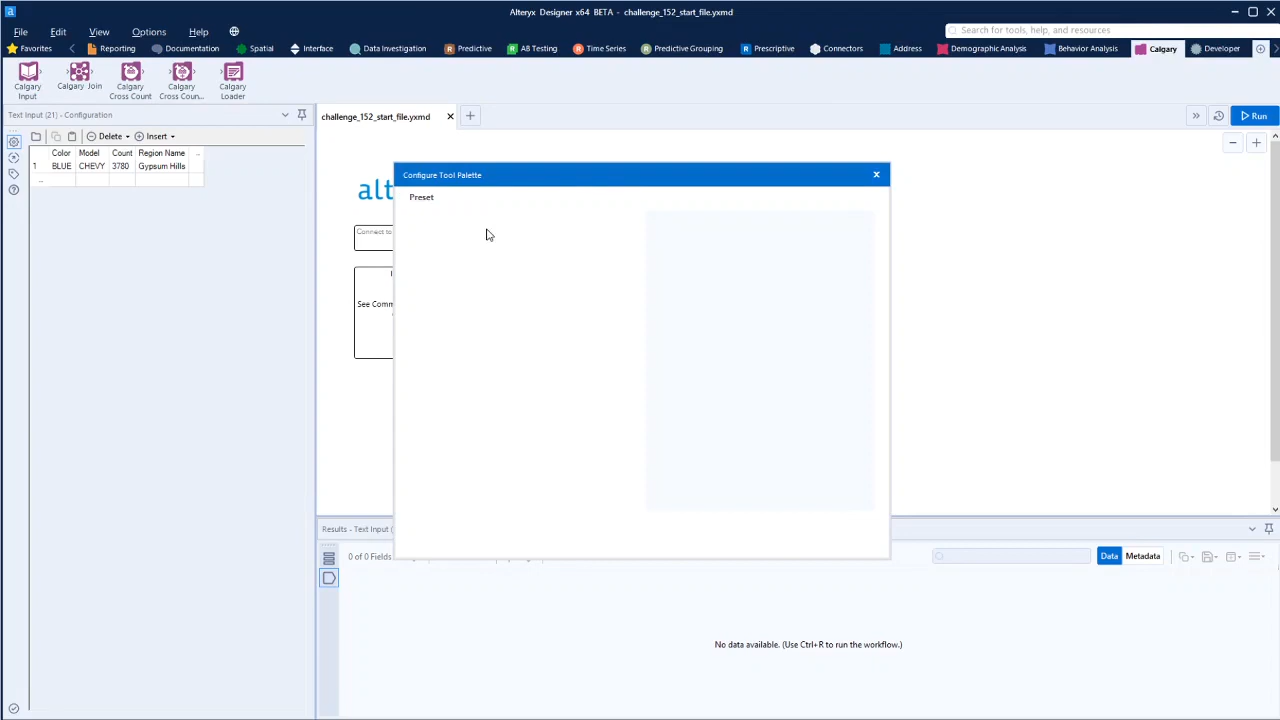 a
Alteryx Designer x64 BETA - challenge_152_start_file.yxmd
File Edit View Options Help
Search for tools, help, and resources
Favorites Reporting Documentation Spatial Interface Data Investigation Predictive AB Testing Time Series Predictive Grouping Prescriptive Connectors Address Demographic Analysis Behavior Analysis Calgary Developer
Calgary Input
Calgary Join
Calgary Cross Count
Calgary Cross Coun...
Calgary Loader
Text Input (21) - Configuration
challenge_152_start_file.yxmd
Run
Delete Insert
Color Model Count Region Name ..
1 BLUE CHEVY 3780 Gypsum Hills
..
alt
Connect to
See Comm
Configure Tool Palette
Preset
Results - Text Input (
0 of 0 Fields
Data Metadata
No data available. (Use Ctrl+R to run the workflow.)